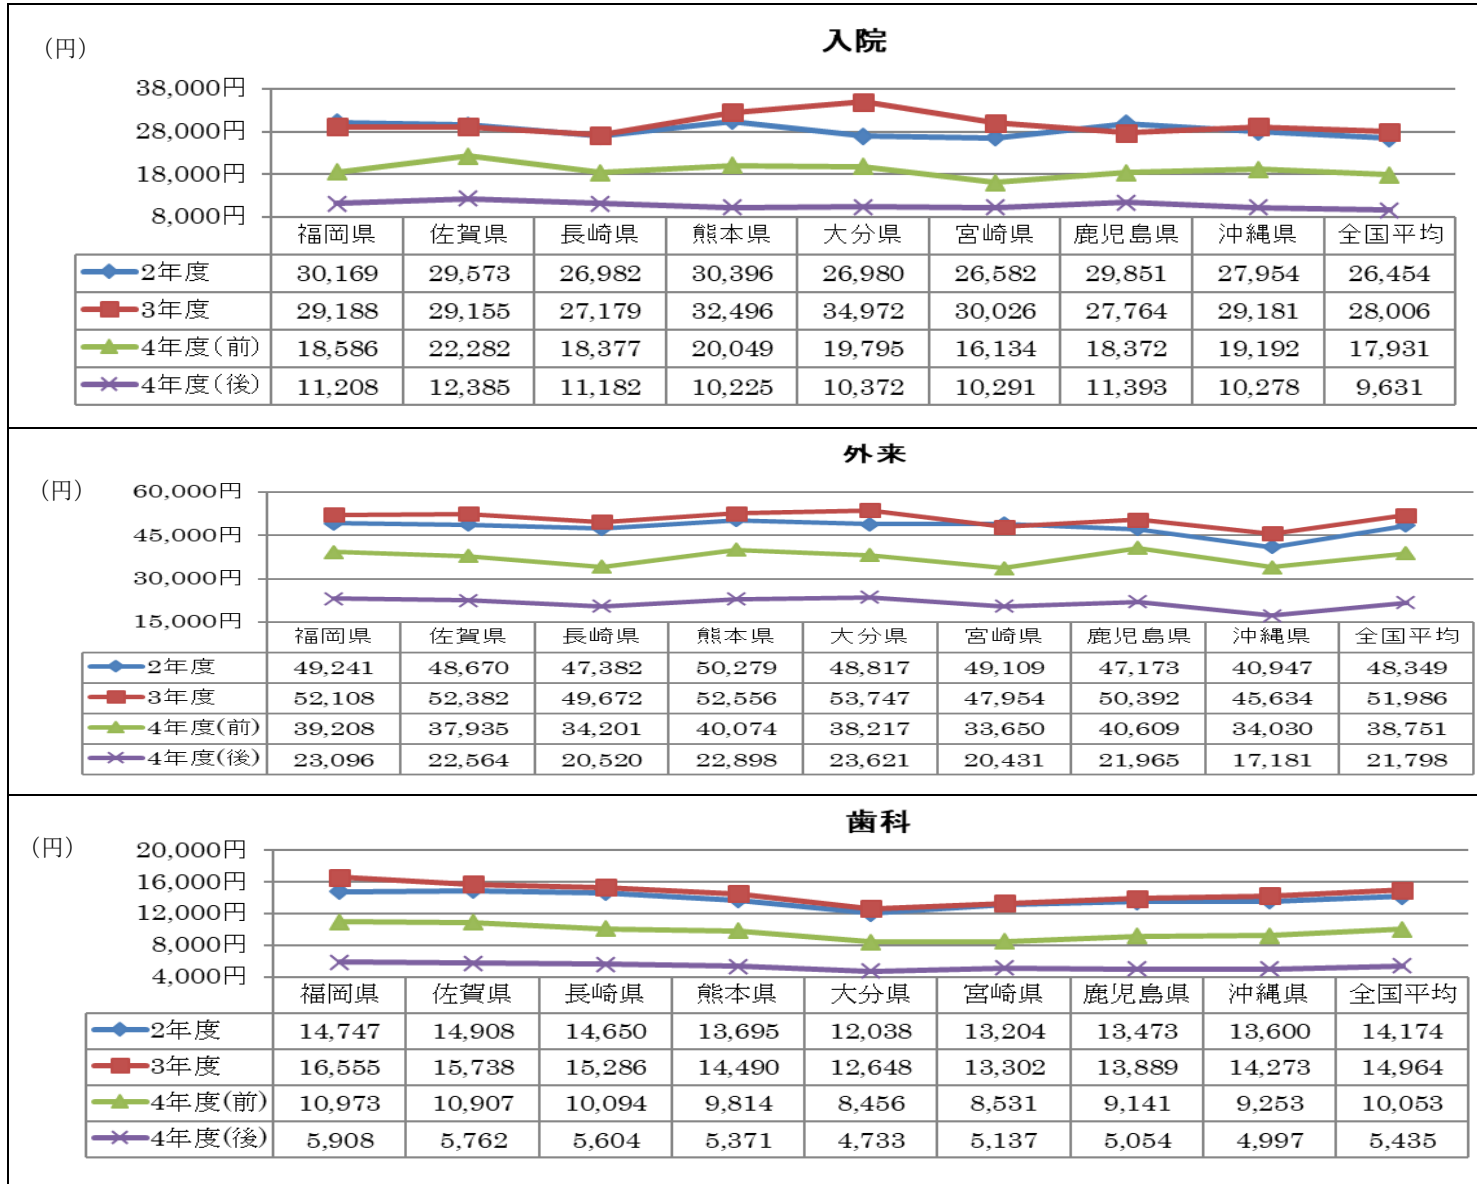 入院
（円）
38,000円
28,000円
18,000円
8,000円
福岡県 佐賀県 長崎県 熊本県 大分県 宮崎県 鹿児島県 沖縄県 全国平均
2年度 30,169 29,573 26,982 30,396 26,980 26,582 29,851 27,954 26,454
3年度 29,188 29,155 27,179 32,496 34,972 30,026 27,764 29,181 28,006
4年度（前） 18,586 22,282 18,377 20,049 19,795 16,134 18,372 19,192 17,931
4年度（後） 11,208 12,385 11,182 10,225 10,372 10,291 11,393 10,278 9,631
外来
（円）
60,000円
45,000円
30,000円
15,000円
福岡県 佐賀県 長崎県 熊本県 大分県 宮崎県 鹿児島県 沖縄県 全国平均
2年度 49,241 48,670 47,382 50,279 48,817 49,109 47,173 40,947 48,349
3年度 52,108 52,382 49,672 52,556 53,747 47,954 50,392 45,634 51,986
4年度(前) 39,208 37,935 34,201 40,074 38,217 33,650 40,609 34,030 38,751
4年度(後) 23,096 22,564 20,520 22,898 23,621 20,431 21,965 17,181 21,798
歯科
（円）
20,000円
16,000円
12,000円
8,000円
4,000円
福岡県 佐賀県 長崎県 熊本県 大分県 宮崎県 鹿児島県 沖縄県 全国平均
2年度 14,747 14,908 14,650 13,695 12,038 13,204 13,473 13,600 14,174
3年度 16,555 15,738 15,286 14,490 12,648 13,302 13,889 14,273 14,964
4年度(前) 10,973 10,907 10,094 9,814 8,456 8,531 9,141 9,253 10,053
4年度(後) 5,908 5,762 5,604 5,371 4,733 5,137 5,054 4,997 5,435